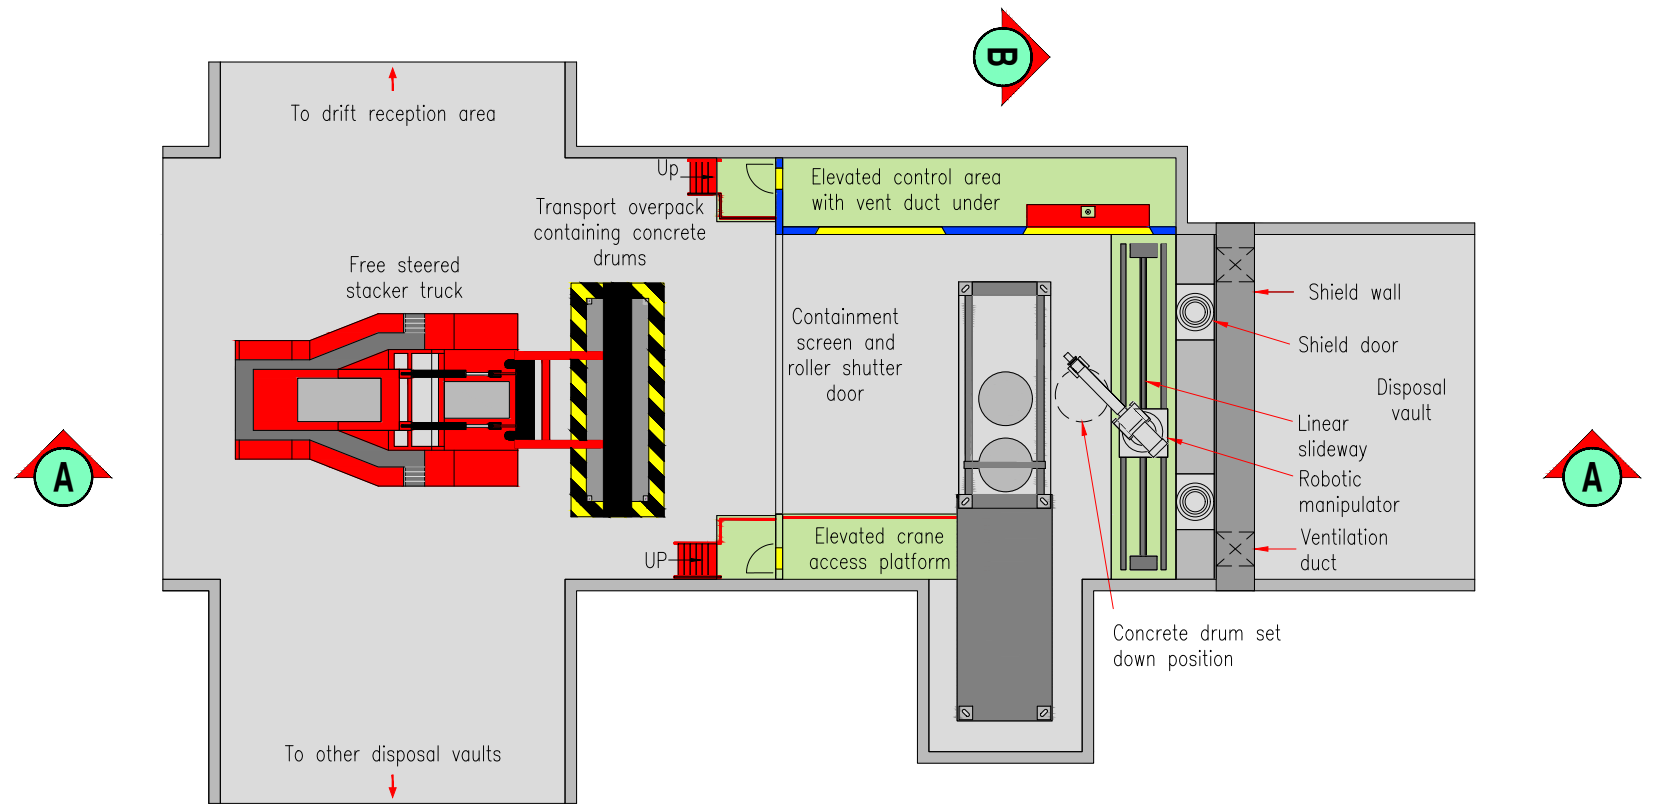 B
To drift reception area
Up
Elevated control area
with vent duct under
Transport overpack
containing concrete
drums
Free steered
stacker truck
Shield wall
Containment
screen and
roller shutter
door
Shield door
Disposal
vault
Linear
slideway
A
A
Robotic
manipulator
UP
Elevated crane
access platform
Ventilation
duct
Concrete drum set
down position
To other disposal vaults